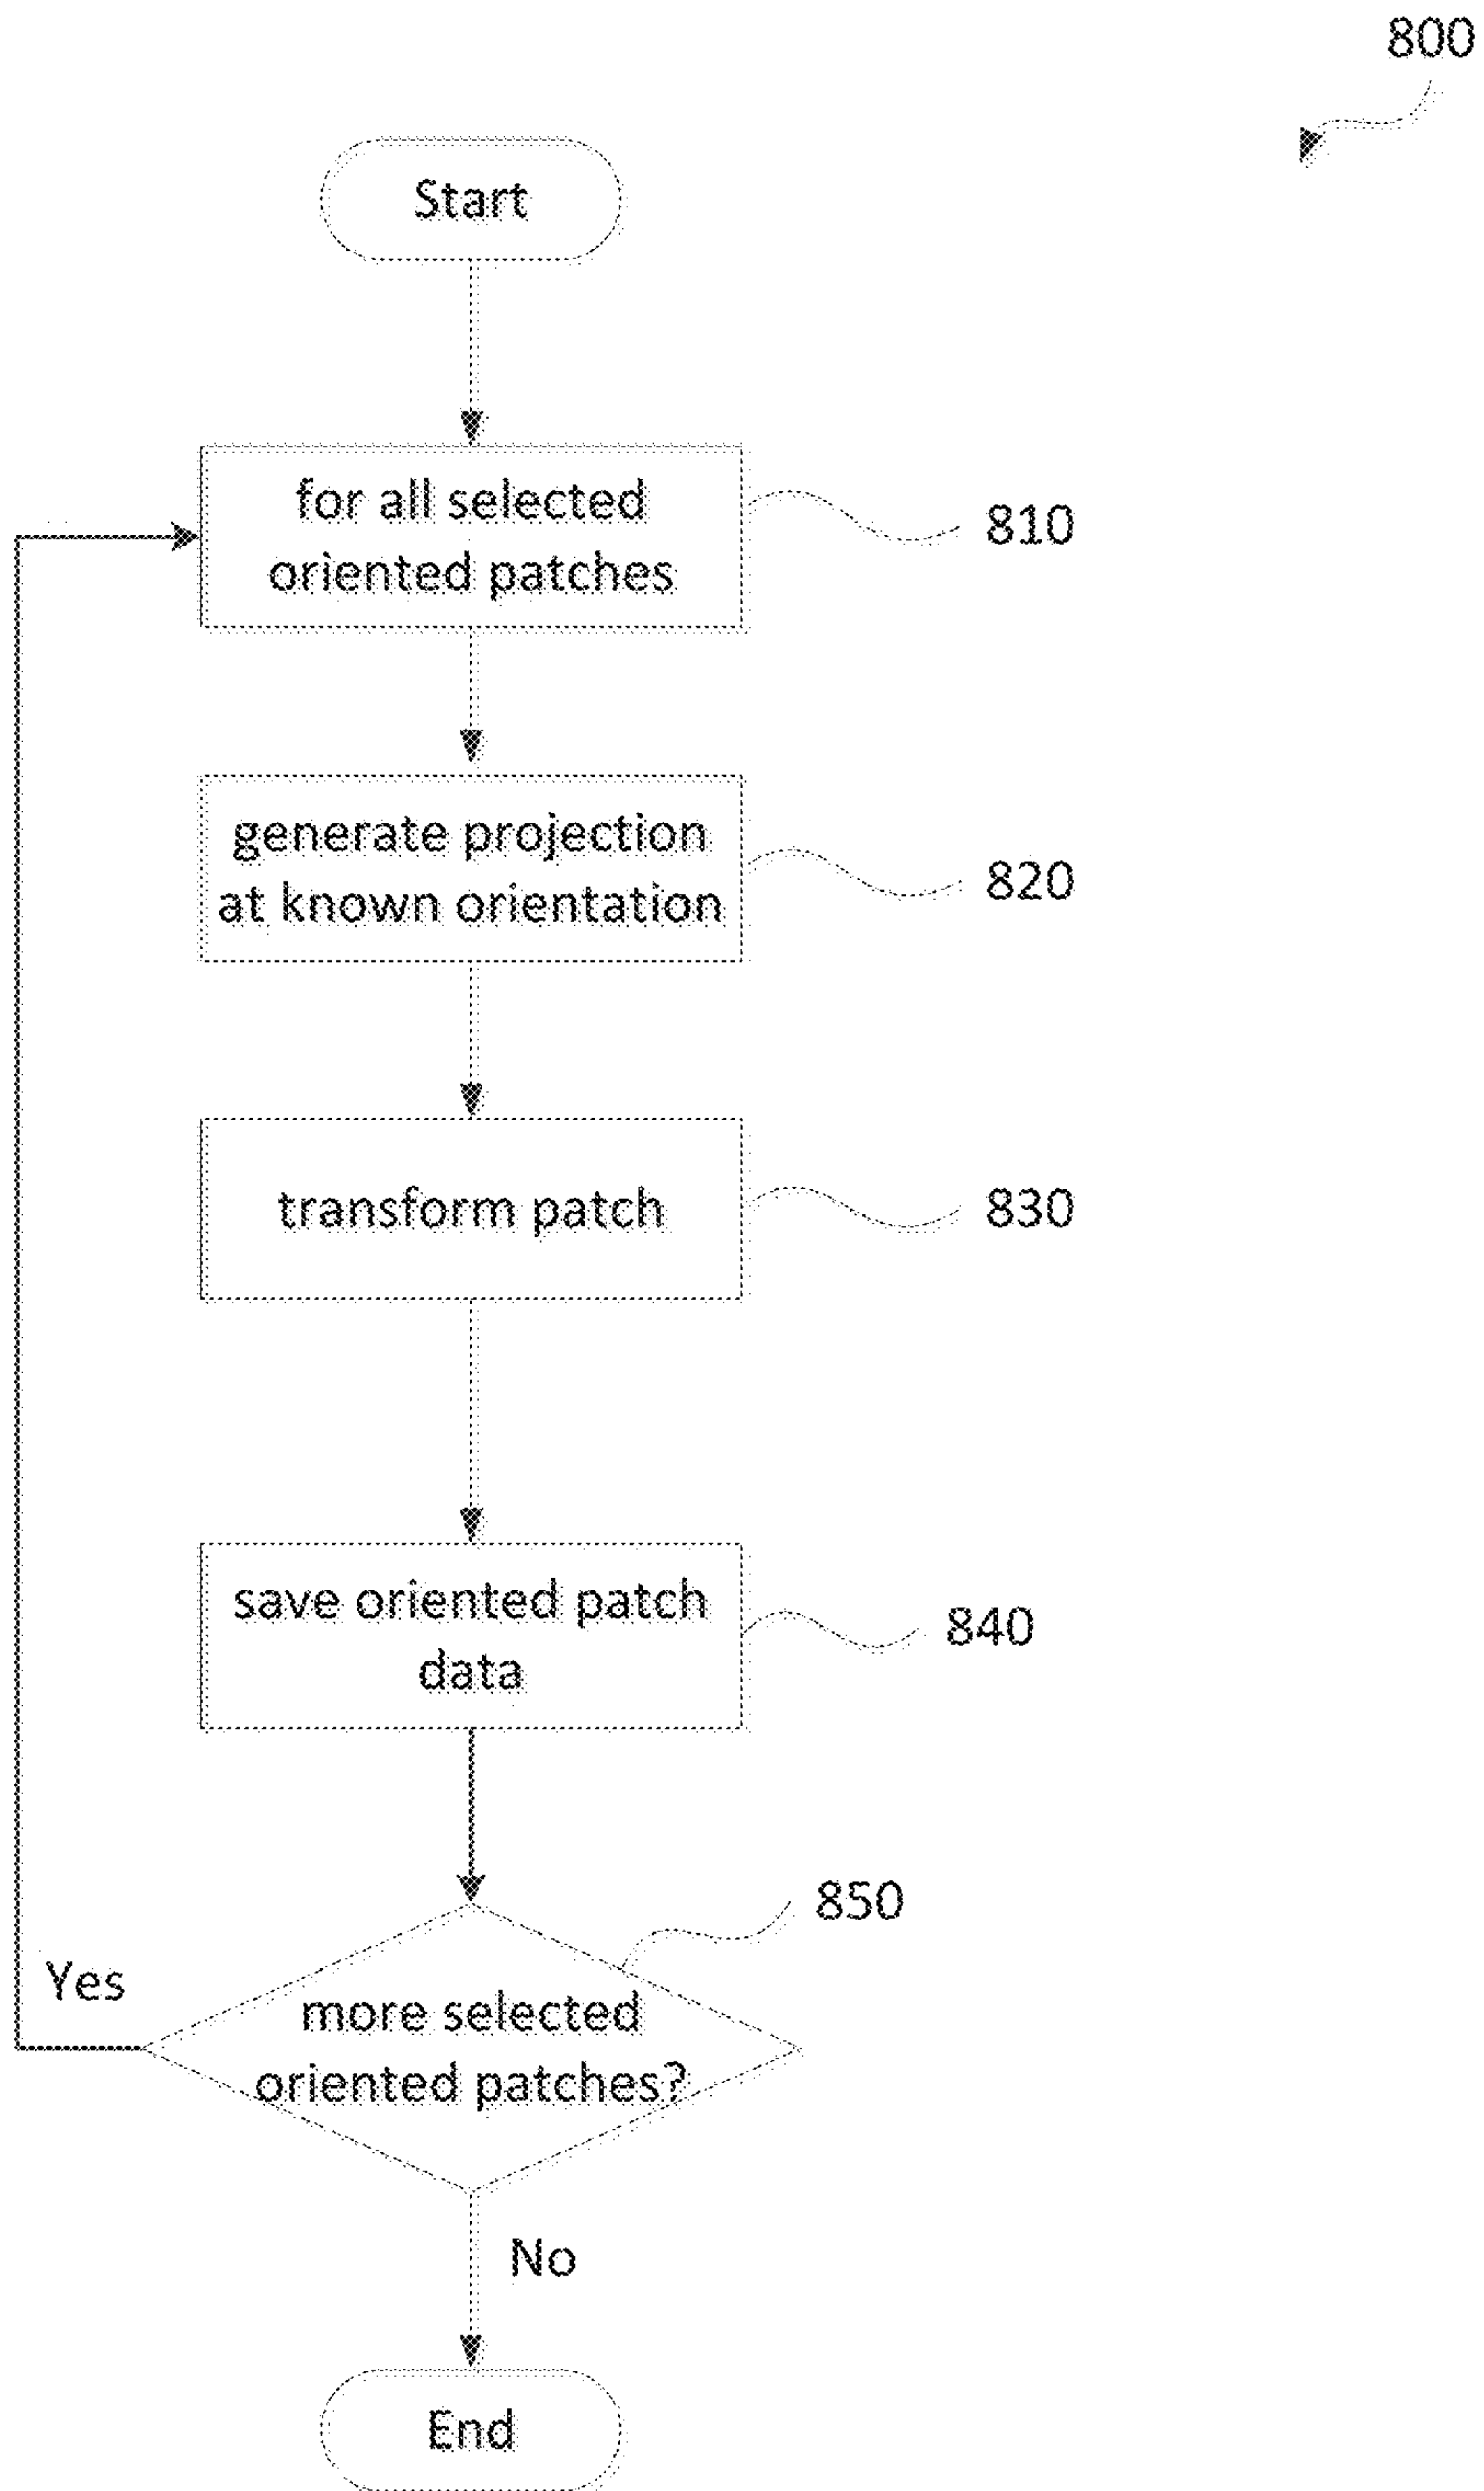 800
Start
for all selected
oriented patches
810
generate projection
at known orientation
820
transform patch
830
save oriented patch
data
840
850
more selected
oriented patches?
Yes
No
End